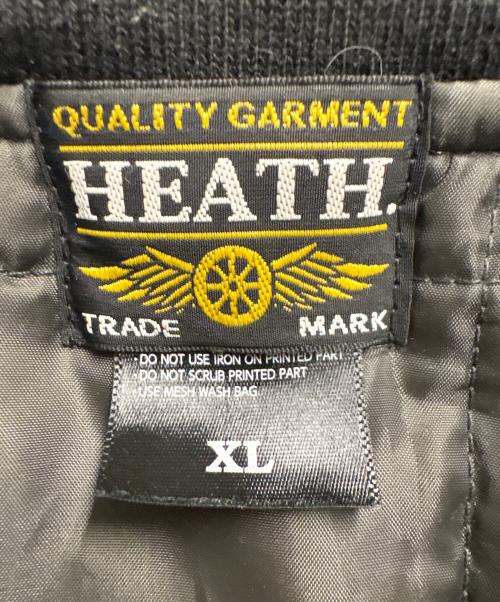 QUALITY GARMENT
HEATH.
TRADE MARK
·DO NOT USE IRON ON PRINTED PART
·DO NOT SCRUB PRINTED PART
·USE MESH WASH BAG
XL